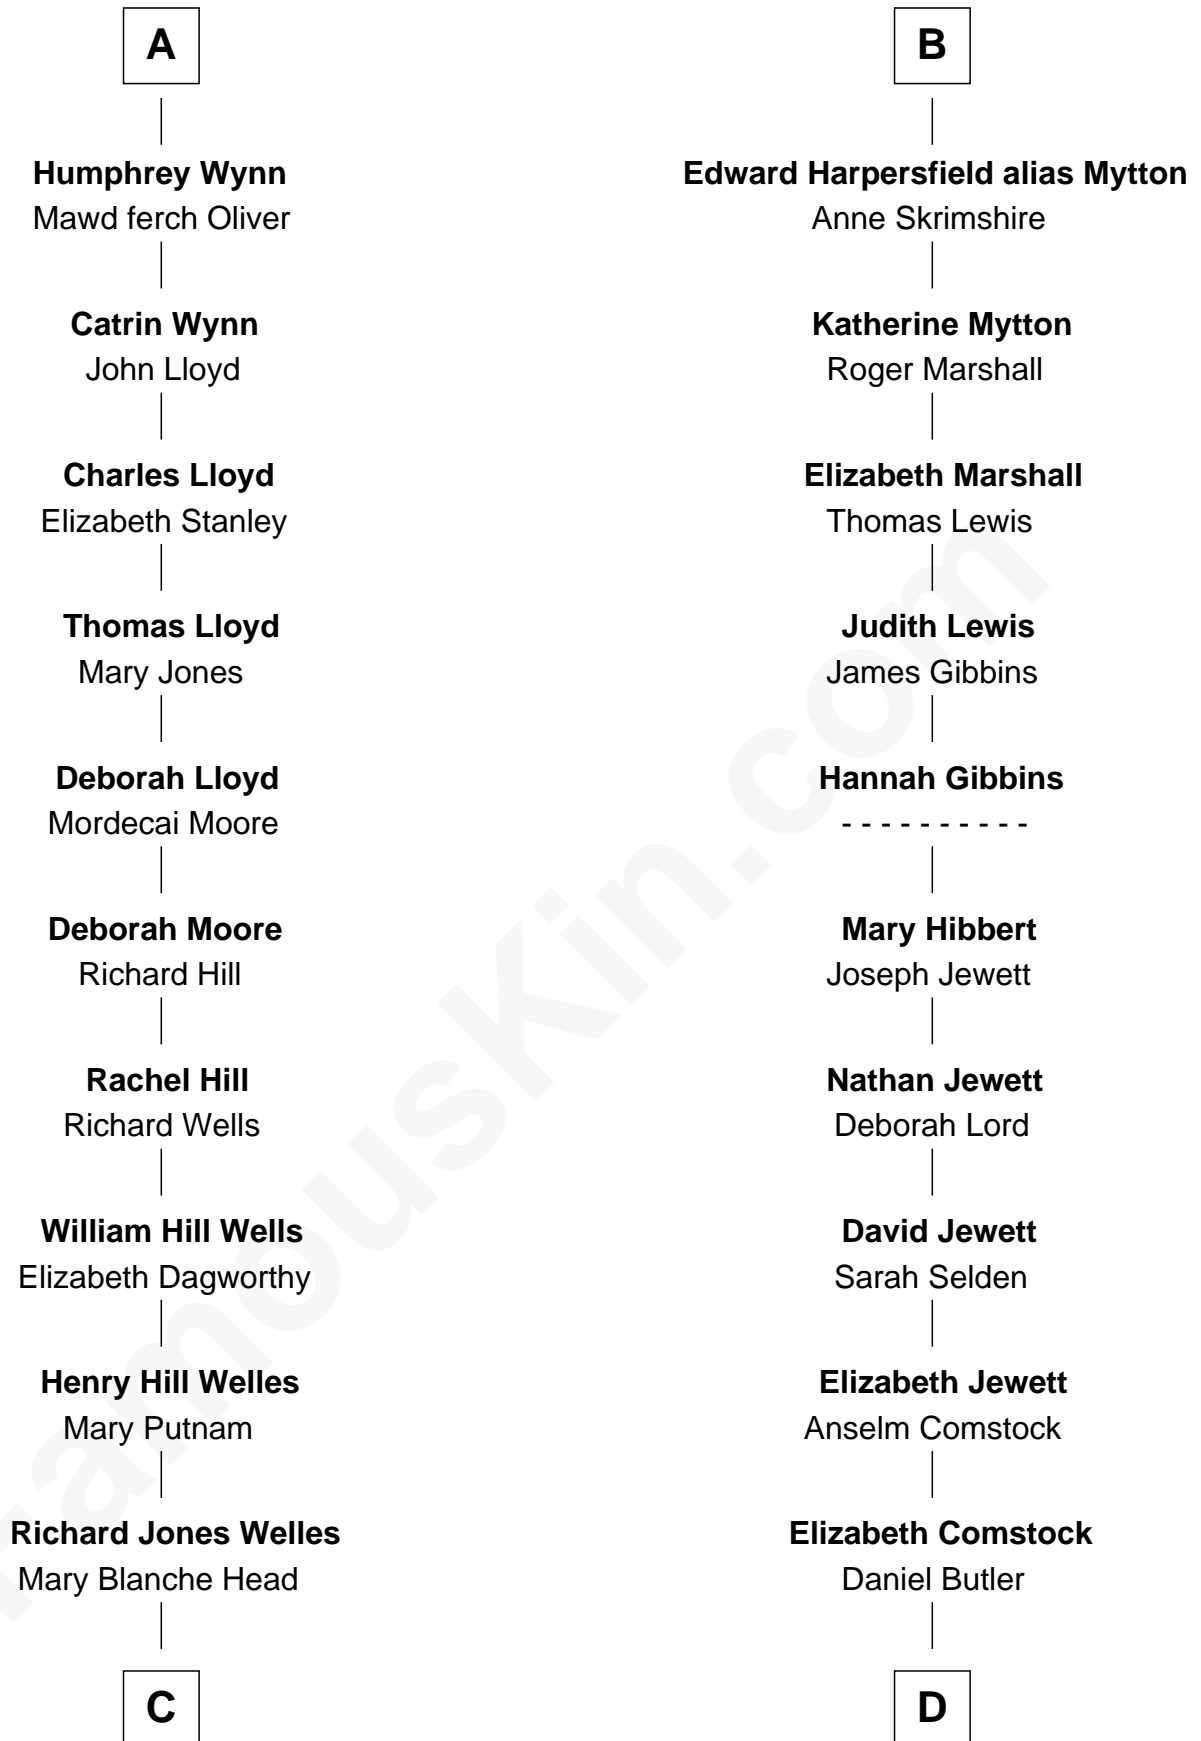 A
Humphrey Wynn
Mawd ferch Oliver
Catrin Wynn
John Lloyd
Charles Lloyd
Elizabeth Stanley
Thomas Lloyd
Mary Jones
Deborah Lloyd
Mordecai Moore
Deborah Moore
Richard Hill
Rachel Hill
Richard Wells
William Hill Wells
Elizabeth Dagworthy
Henry Hill Welles
Mary Putnam
Richard Jones Welles
Mary Blanche Head
C
B
Edward Harpersfield alias Mytton
Anne Skrimshire
Katherine Mytton
Roger Marshall
Elizabeth Marshall
Thomas Lewis
Judith Lewis
James Gibbins
Hannah Gibbins
- - - - - - - - - -
Mary Hibbert
Joseph Jewett
Nathan Jewett
Deborah Lord
David Jewett
Sarah Selden
Elizabeth Jewett
Anselm Comstock
Elizabeth Comstock
Daniel Butler
D
FamousKin.com